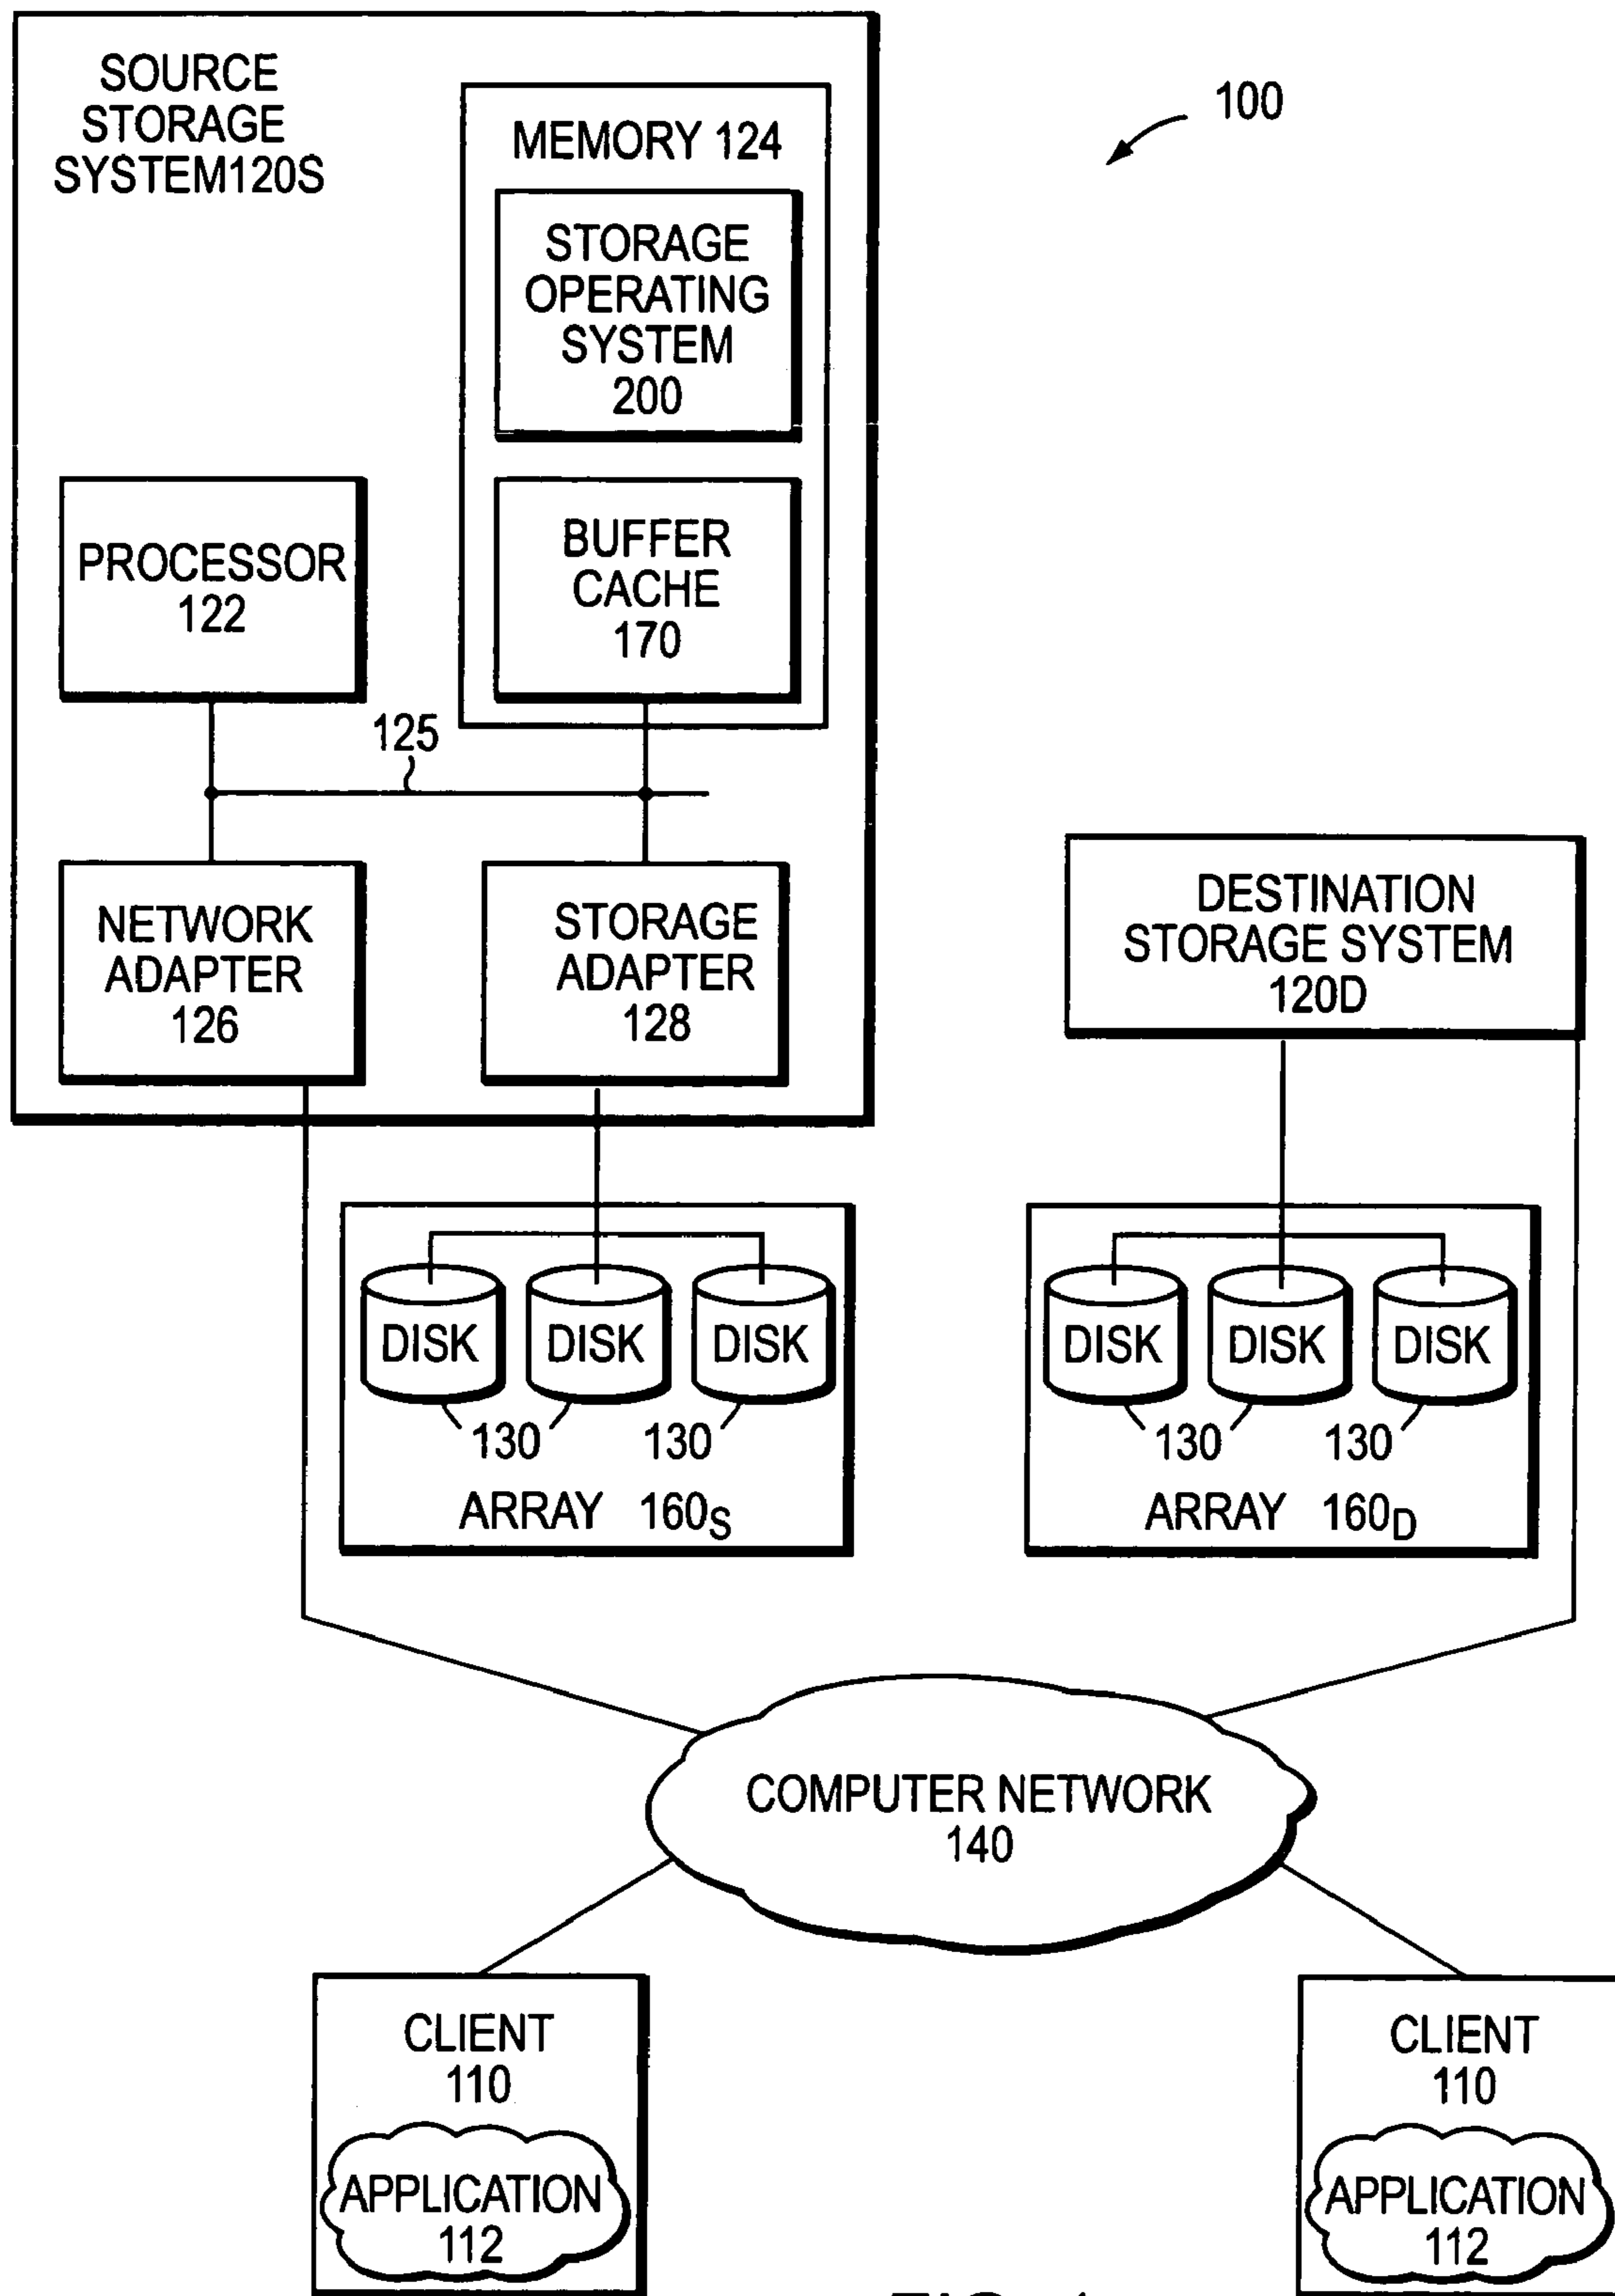 SOURCE
STORAGE
SYSTEM120S
MEMORY 124
100
STORAGE
OPERATING
SYSTEM
200
PROCESSOR
122
BUFFER
CACHE
170
125
NETWORK
ADAPTER
126
STORAGE
ADAPTER
128
DESTINATION
STORAGE SYSTEM
120D
DISK DISK DISK
130 130
ARRAY 160S
DISK DISK DISK
130 130
ARRAY 160D
COMPUTER NETWORK
140
CLIENT
110
APPLICATION
112
CLIENT
110
APPLICATION
112